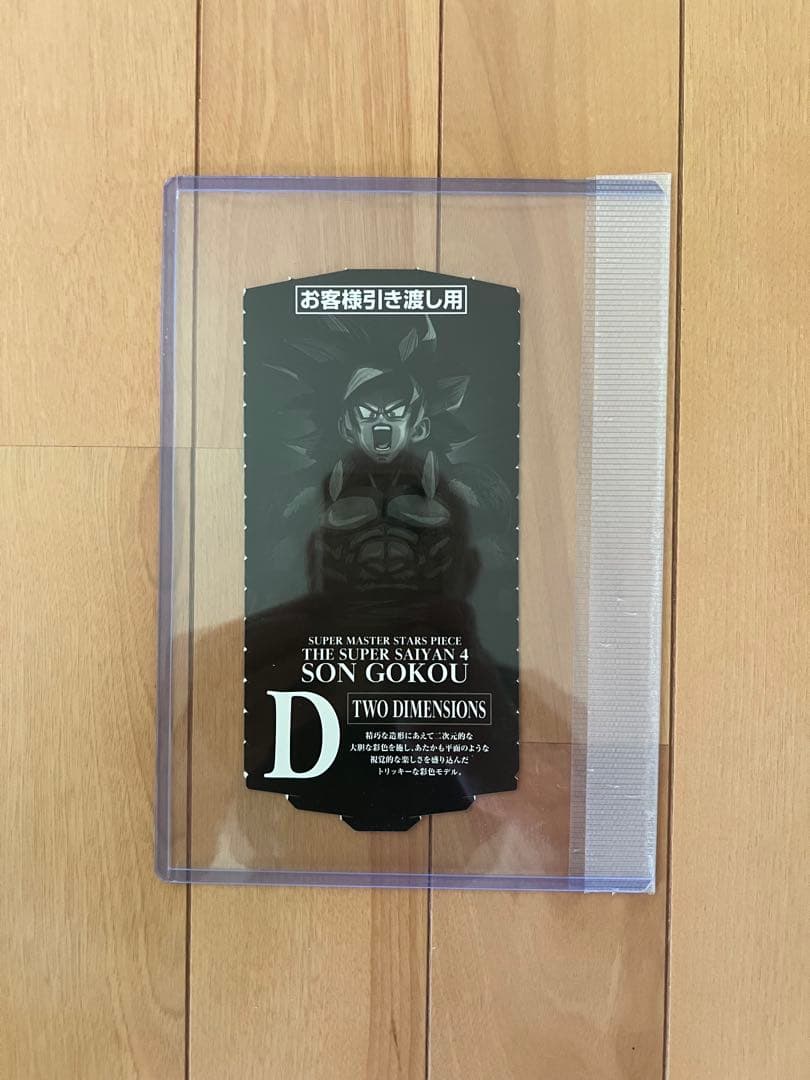 お客様引き渡し用
SUPER MASTER STARS PIECE
THE SUPER SAIYAN 4
SON GOKOU
D
TWO DIMENSIONS
精巧な造形にあえて二次元的な
大胆な彩色を施し、あたかも平面のような
視覚的な楽しさを盛り込んだ
トリッキーな彩色モデル。